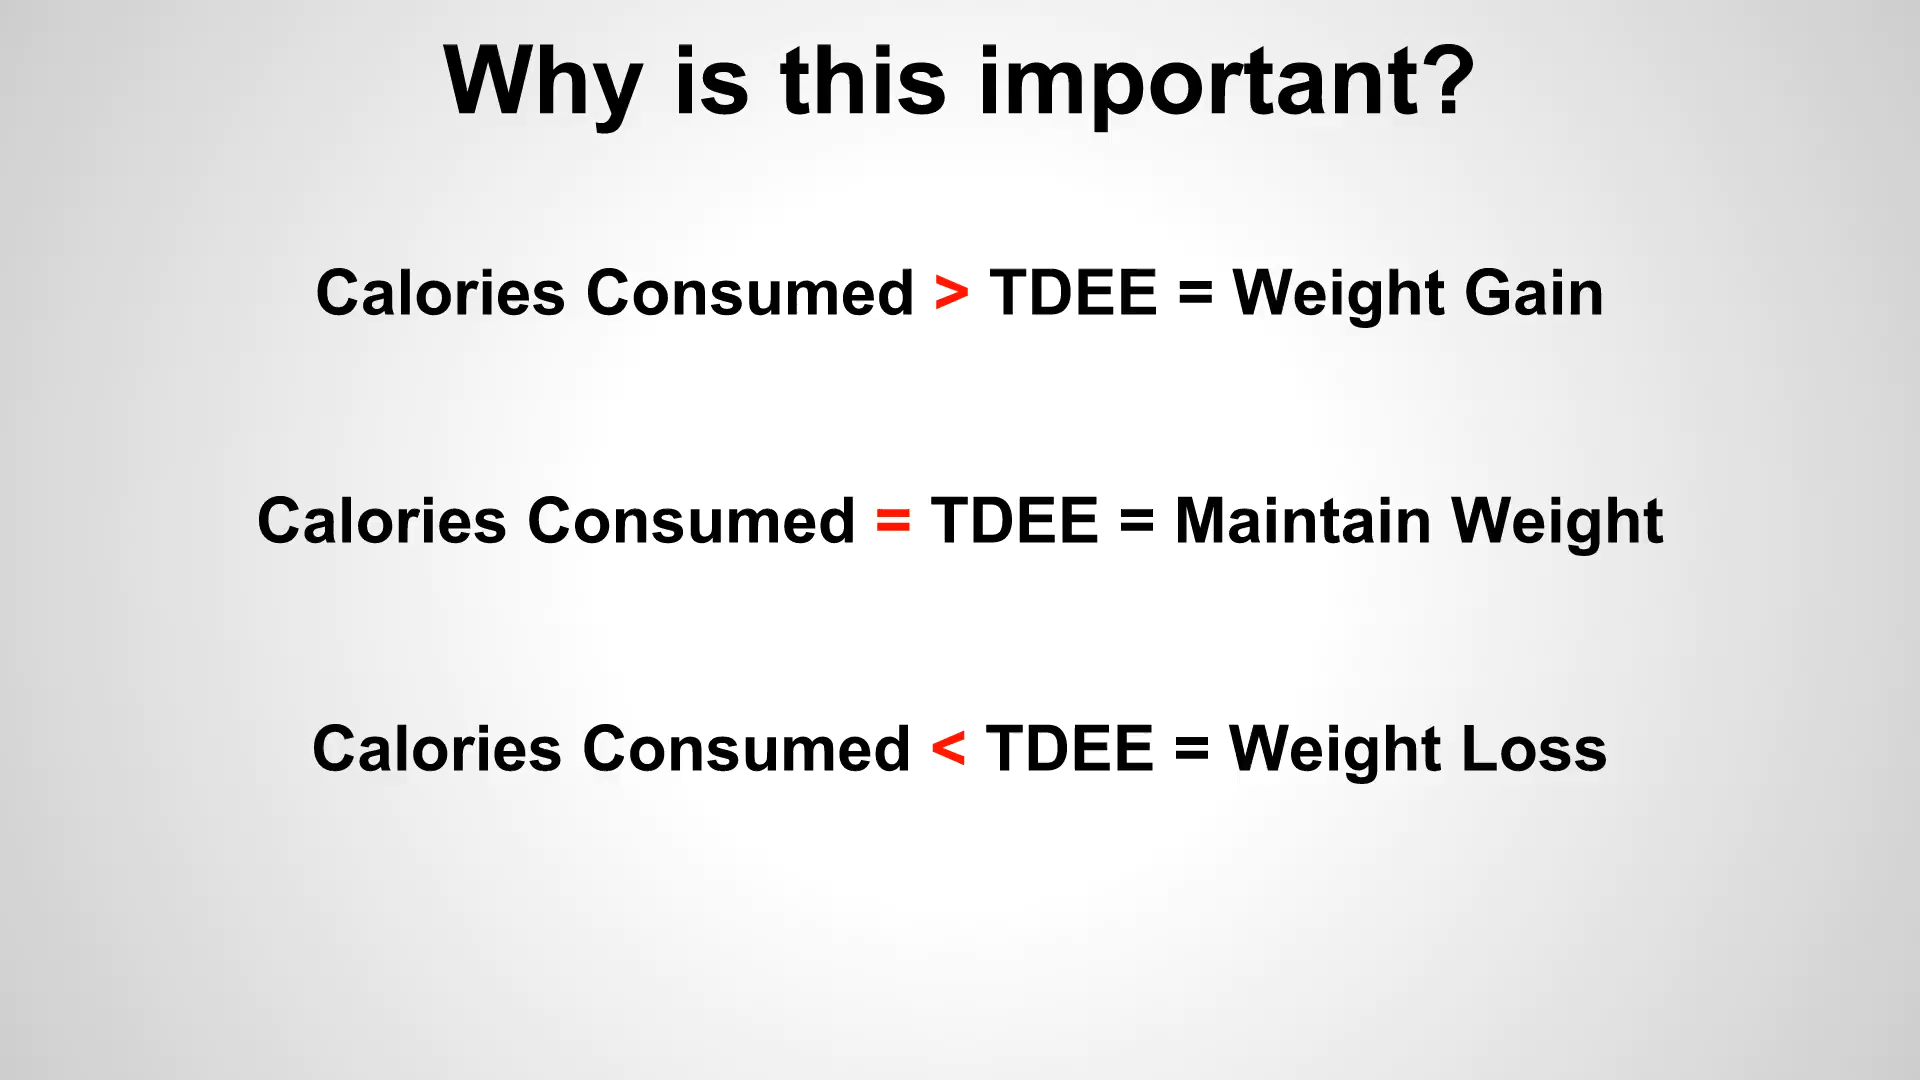 Why is this important?
Calories Consumed > TDEE = Weight Gain
Calories Consumed = TDEE = Maintain Weight
Calories Consumed < TDEE = Weight Loss